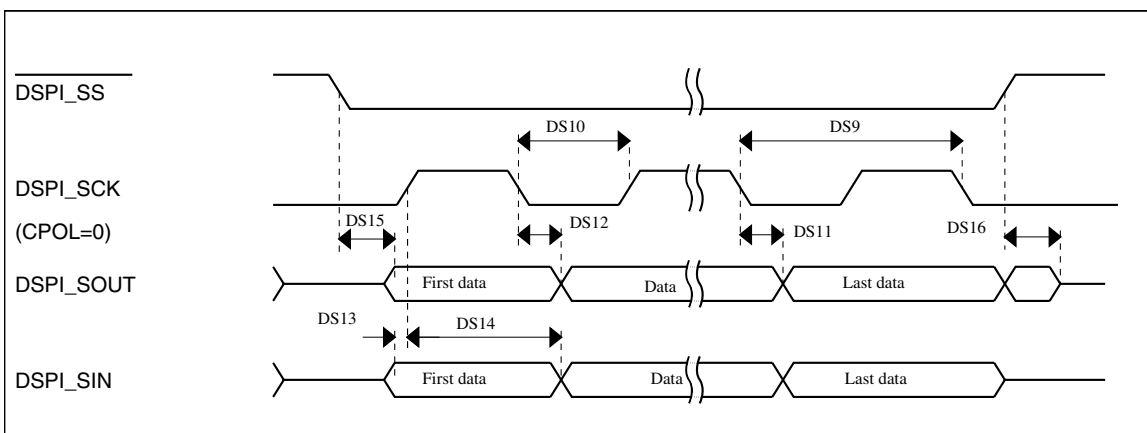 DSPI_SS
DS10
DS9
DSPI_SCK
(CPOL=0)
DS15
DS12
DS11
DS16
DSPI_SOUT
First data
Data
Last data
DS13
DS14
DSPI_SIN
First data
Data
Last data